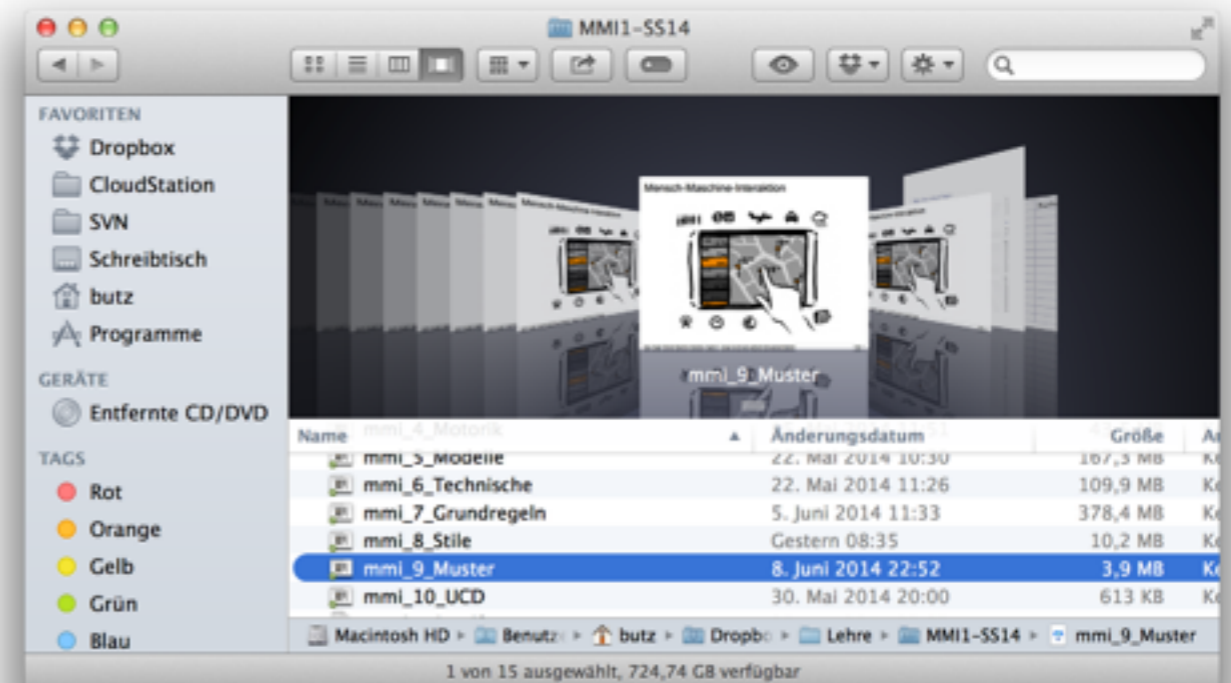 MMI1-SS14
FAVORITEN
Dropbox
CloudStation
SVN
Schreibtisch
butz
Programme
GERÄTE
Entfernte CD/DVD
TAGS
Rot
Orange
Gelb
Grün
Blau
Mensch-Maschine-Interaktion
mmi_9_Muster
Name Änderungsdatum Größe
mmi_4_Motorik
mmi_5_Modelle 22. Mai 2014 10:30 167,3 MB
mmi_6_Technische 22. Mai 2014 11:26 109,9 MB
mmi_7_Grundregeln 5. Juni 2014 11:33 378,4 MB
mmi_8_Stile Gestern 08:35 10,2 MB
mmi_9_Muster 8. Juni 2014 22:52 3,9 MB
mmi_10_UCD 30. Mai 2014 20:00 613 KB
Macintosh HD Benutz butz Dropbo Lehre MMI1-SS14 mmi_9_Muster
1 von 15 ausgewählt, 724,74 GB verfügbar